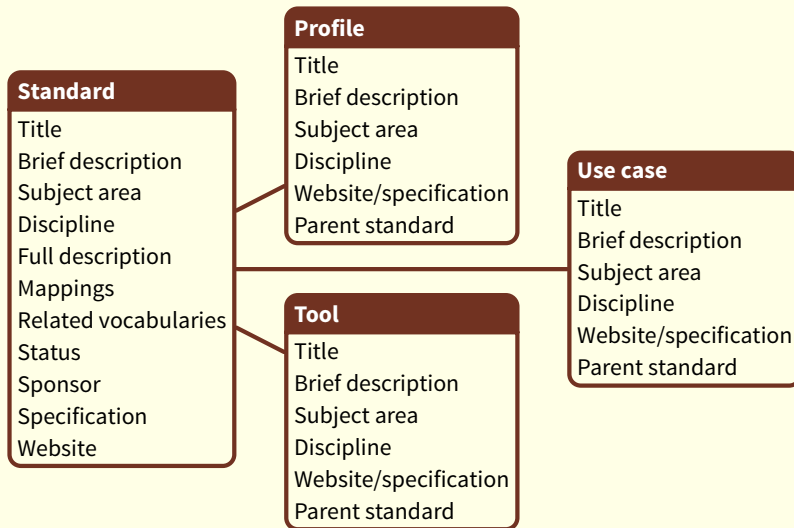 Standard
Title
Brief description
Subject area
Discipline
Full description
Mappings
Related vocabularies
Status
Sponsor
Specification
Website
Profile
Title
Brief description
Subject area
Discipline
Website/specification
Parent standard
Tool
Title
Brief description
Subject area
Discipline
Website/specification
Parent standard
Use case
Title
Brief description
Subject area
Discipline
Website/specification
Parent standard